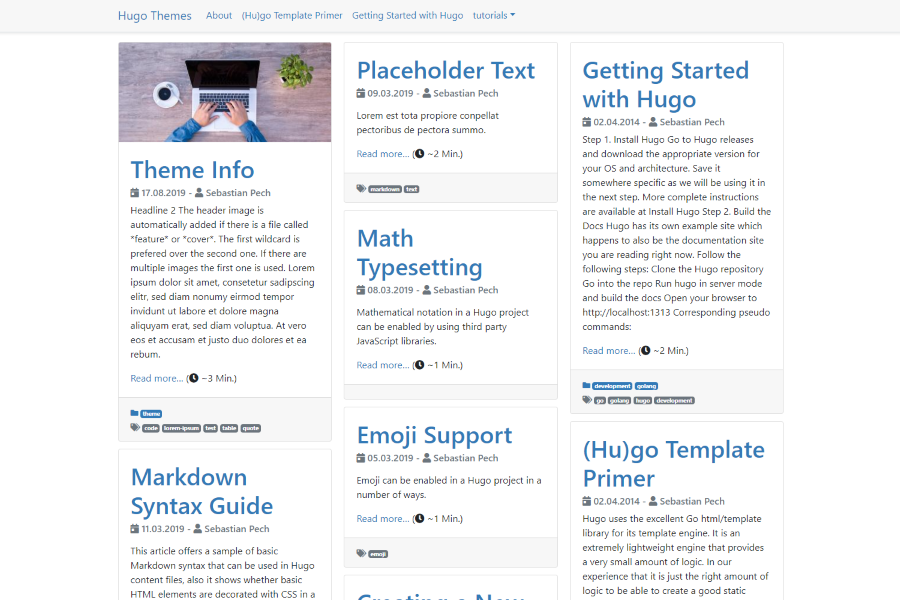 Hugo Themes About (Hu)go Template Primer Getting Started with Hugo tutorials
Theme Info
17.08.2019 - Sebastian Pech
Headline 2 The header image is
automatically added if there is a file called
*feature* or *cover*. The first wildcard is
prefered over the second one. If there are
multiple images the first one is used. Lorem
ipsum dolor sit amet, consetetur sadipscing
elitr, sed diam nonumy eirmod tempor
invidunt ut labore et dolore magna
aliquyam erat, sed diam voluptua. At vero
eos et accusam et justo duo dolores et ea
rebum.
Read more... ( ~3 Min.)
theme
code lorem-ipsum test table quote
Markdown
Syntax Guide
11.03.2019 - Sebastian Pech
This article offers a sample of basic
Markdown syntax that can be used in Hugo
content files, also it shows whether basic
HTML elements are decorated with CSS in a
Placeholder Text
09.03.2019 - Sebastian Pech
Lorem est tota propiore conpellat
pectoribus de pectora summo.
Read more... ( ~2 Min.)
markdown text
Math
Typesetting
08.03.2019 - Sebastian Pech
Mathematical notation in a Hugo project
can be enabled by using third party
JavaScript libraries.
Read more... ( ~1 Min.)
Emoji Support
05.03.2019 - Sebastian Pech
Emoji can be enabled in a Hugo project in a
number of ways.
Read more... ( ~1 Min.)
emoji
Creating a New
Getting Started
with Hugo
02.04.2014 - Sebastian Pech
Step 1. Install Hugo Go to Hugo releases
and download the appropriate version for
your OS and architecture. Save it
somewhere specific as we will be using it in
the next step. More complete instructions
are available at Install Hugo Step 2. Build the
Docs Hugo has its own example site which
happens to also be the documentation site
you are reading right now. Follow the
following steps: Clone the Hugo repository
Go into the repo Run hugo in server mode
and build the docs Open your browser to
http://localhost:1313 Corresponding pseudo
commands:
Read more... ( ~2 Min.)
development golang
go golang hugo development
(Hu)go Template
Primer
02.04.2014 - Sebastian Pech
Hugo uses the excellent Go html/template
library for its template engine. It is an
extremely lightweight engine that provides
a very small amount of logic. In our
experience that it is just the right amount of
logic to be able to create a good static